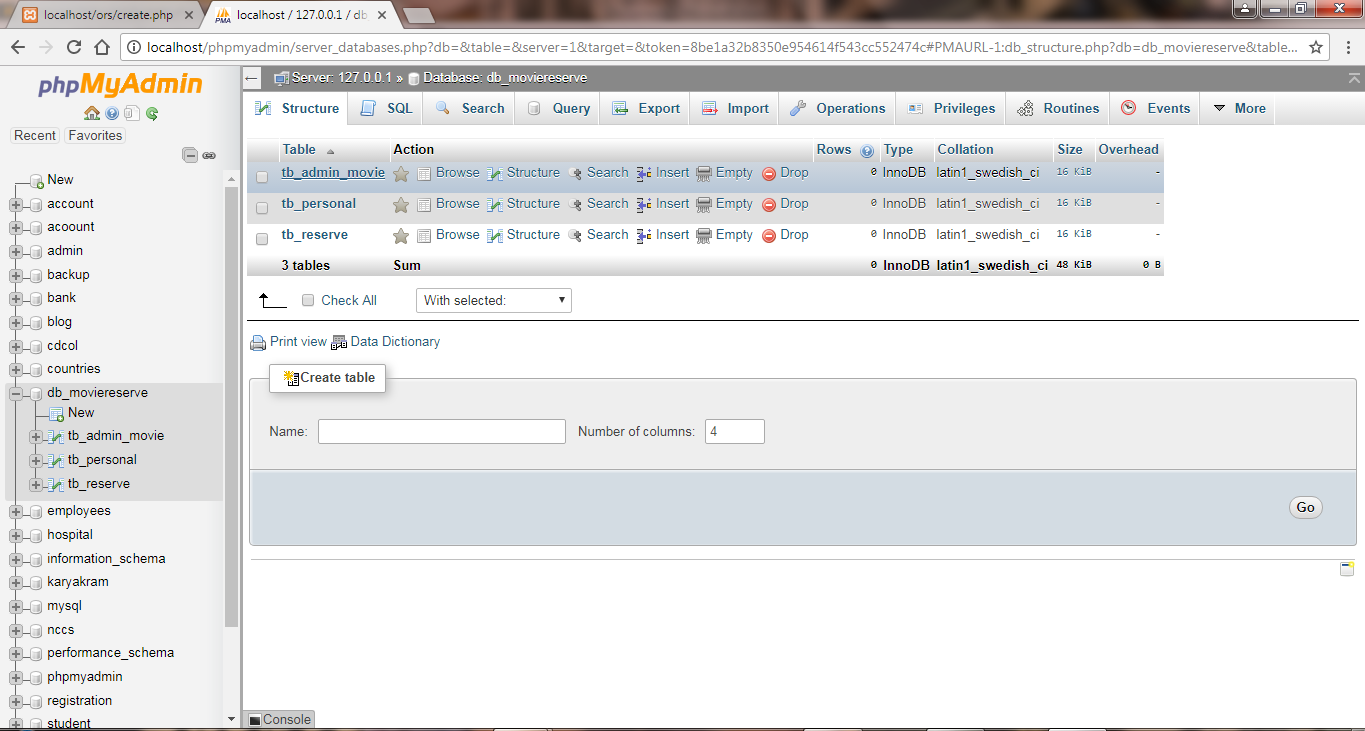 localhost/ors/create.php
localhost / 127.0.0.1 / db
localhost/phpmyadmin/server_databases.php?db=&table=&server=1&target=&token=8be1a32b8350e954614f543cc552474c#PMAURL-1:db_structure.php?db=db_moviereserve&table...
phpMyAdmin
Recent Favorites
New
account
acoount
admin
backup
bank
blog
cdcol
countries
db_moviereserve
New
tb_admin_movie
tb_personal
tb_reserve
employees
hospital
information_schema
karyakram
mysql
nccs
performance_schema
phpmyadmin
registration
student
Server: 127.0.0.1 » Database: db_moviereserve
Structure SQL Search Query Export Import Operations Privileges Routines Events More
Table Action Rows Type Collation Size Overhead
tb_admin_movie Browse Structure Search Insert Empty Drop 0 InnoDB latin1_swedish_ci 16 KiB -
tb_personal Browse Structure Search Insert Empty Drop 0 InnoDB latin1_swedish_ci 16 KiB -
tb_reserve Browse Structure Search Insert Empty Drop 0 InnoDB latin1_swedish_ci 16 KiB -
3 tables Sum 0 InnoDB latin1_swedish_ci 48 KiB 0 B
Check All With selected:
Print view Data Dictionary
Create table
Name: Number of columns: 4
Go
Console